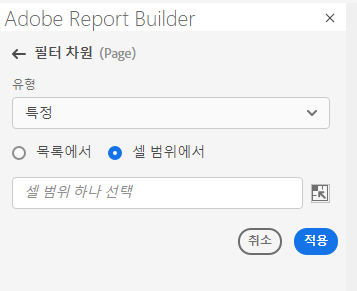 Adobe Report Builder
필터 차원 (Page)
유형
특정
목록에서 셀 범위에서
셀 범위 하나 선택
취소 적용